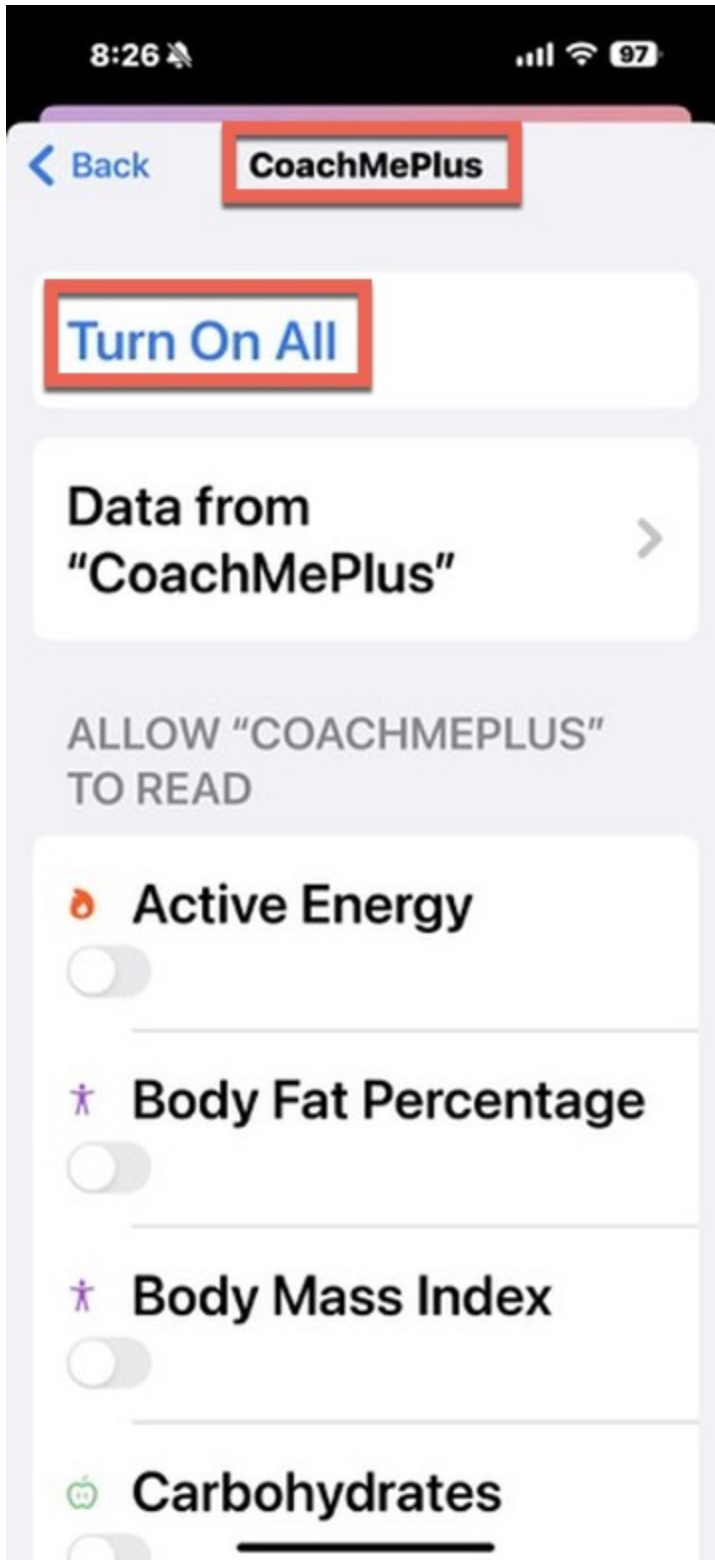 8:26
97
Back
CoachMePlus
Turn On All
Data from
“CoachMePlus”
ALLOW “COACHMEPLUS”
TO READ
Active Energy
Body Fat Percentage
Body Mass Index
Carbohydrates